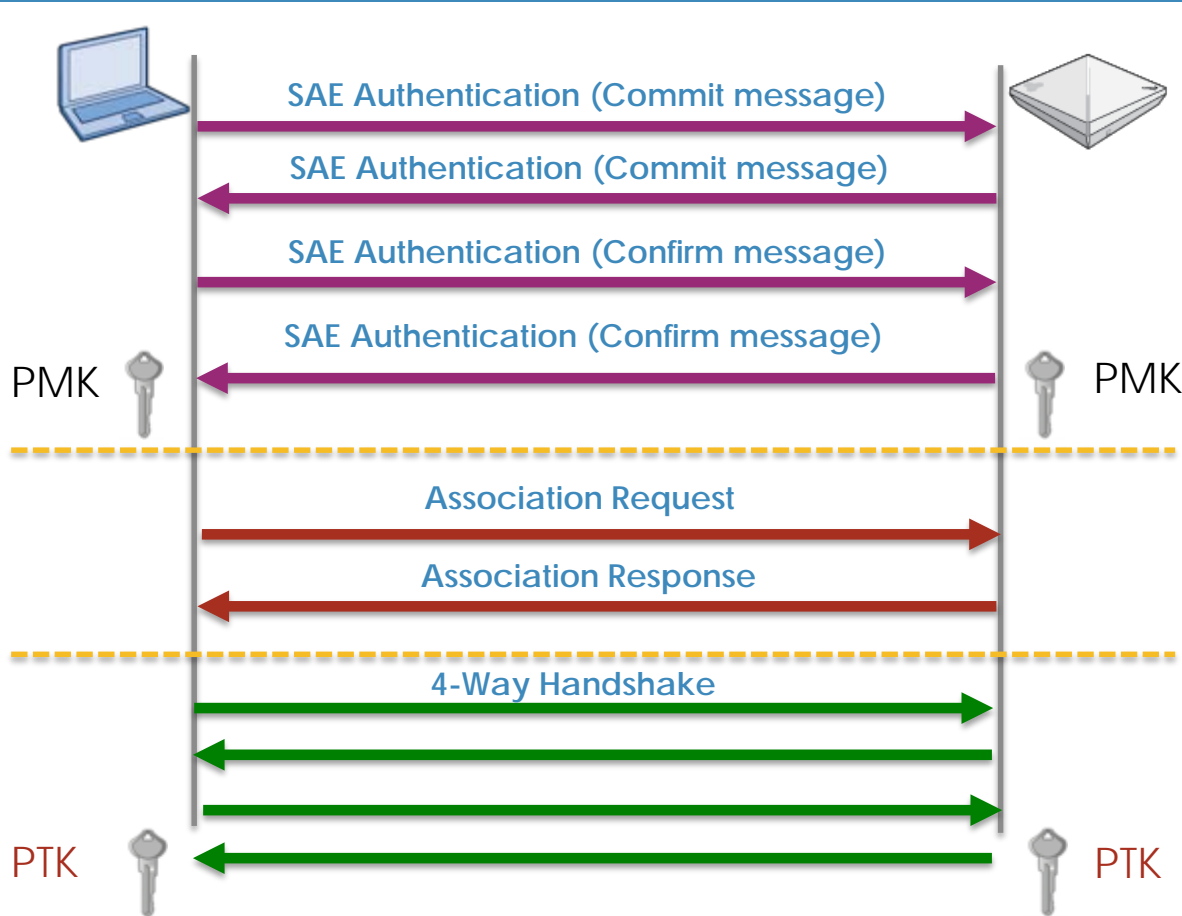 SAE Authentication (Commit message)
SAE Authentication (Commit message)
SAE Authentication (Confirm message)
SAE Authentication (Confirm message)
PMK
PMK
Association Request
Association Response
4-Way Handshake
PTK
PTK